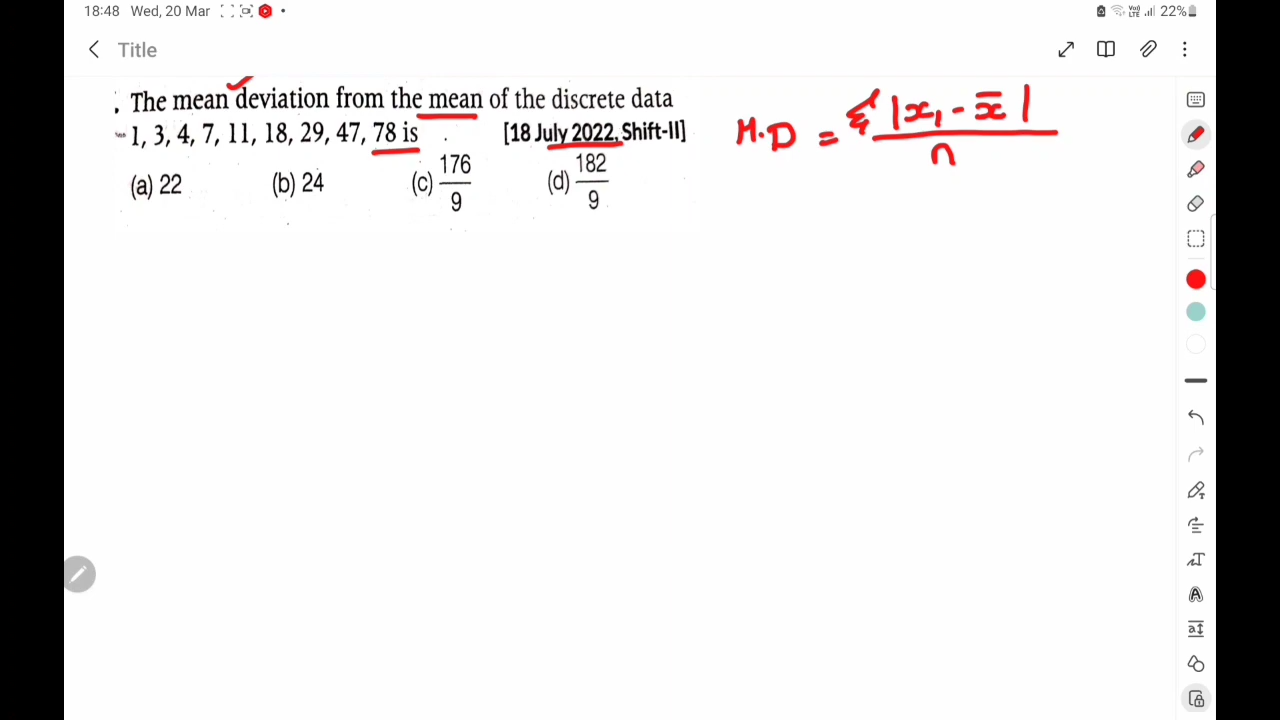 18:48 Wed, 20 Mar
22%
Title
The mean deviation from the mean of the discrete data
1, 3, 4, 7, 11, 18, 29, 47, 78 is . [18 July 2022, Shift-II]
(a) 22 (b) 24 (c) 176/9 (d) 182/9
M.D = Σ |x₁ - x̄| / n